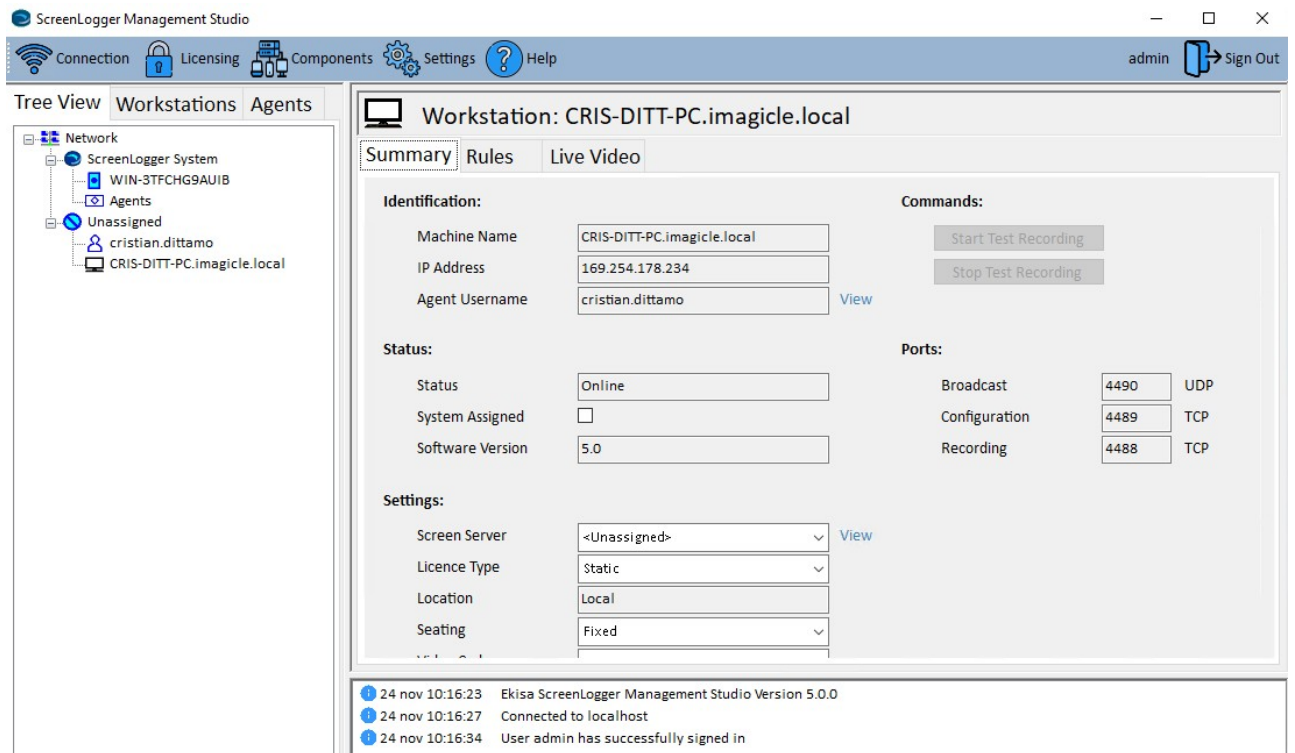 ScreenLogger Management Studio
Connection Licensing Components Settings Help admin Sign Out
Tree View Workstations Agents
Network
ScreenLogger System
WIN-3TFCHG9AUIB
Agents
Unassigned
cristian.dittamo
CRIS-DITT-PC.imagicle.local
Workstation: CRIS-DITT-PC.imagicle.local
Summary Rules Live Video
Identification:
Machine Name CRIS-DITT-PC.imagicle.local
IP Address 169.254.178.234
Agent Username cristian.dittamo View
Commands:
Start Test Recording
Stop Test Recording
Status:
Status Online
System Assigned
Software Version 5.0
Ports:
Broadcast 4490 UDP
Configuration 4489 TCP
Recording 4488 TCP
Settings:
Screen Server <Unassigned> View
Licence Type Static
Location Local
Seating Fixed
24 nov 10:16:23 Ekisa ScreenLogger Management Studio Version 5.0.0
24 nov 10:16:27 Connected to localhost
24 nov 10:16:34 User admin has successfully signed in